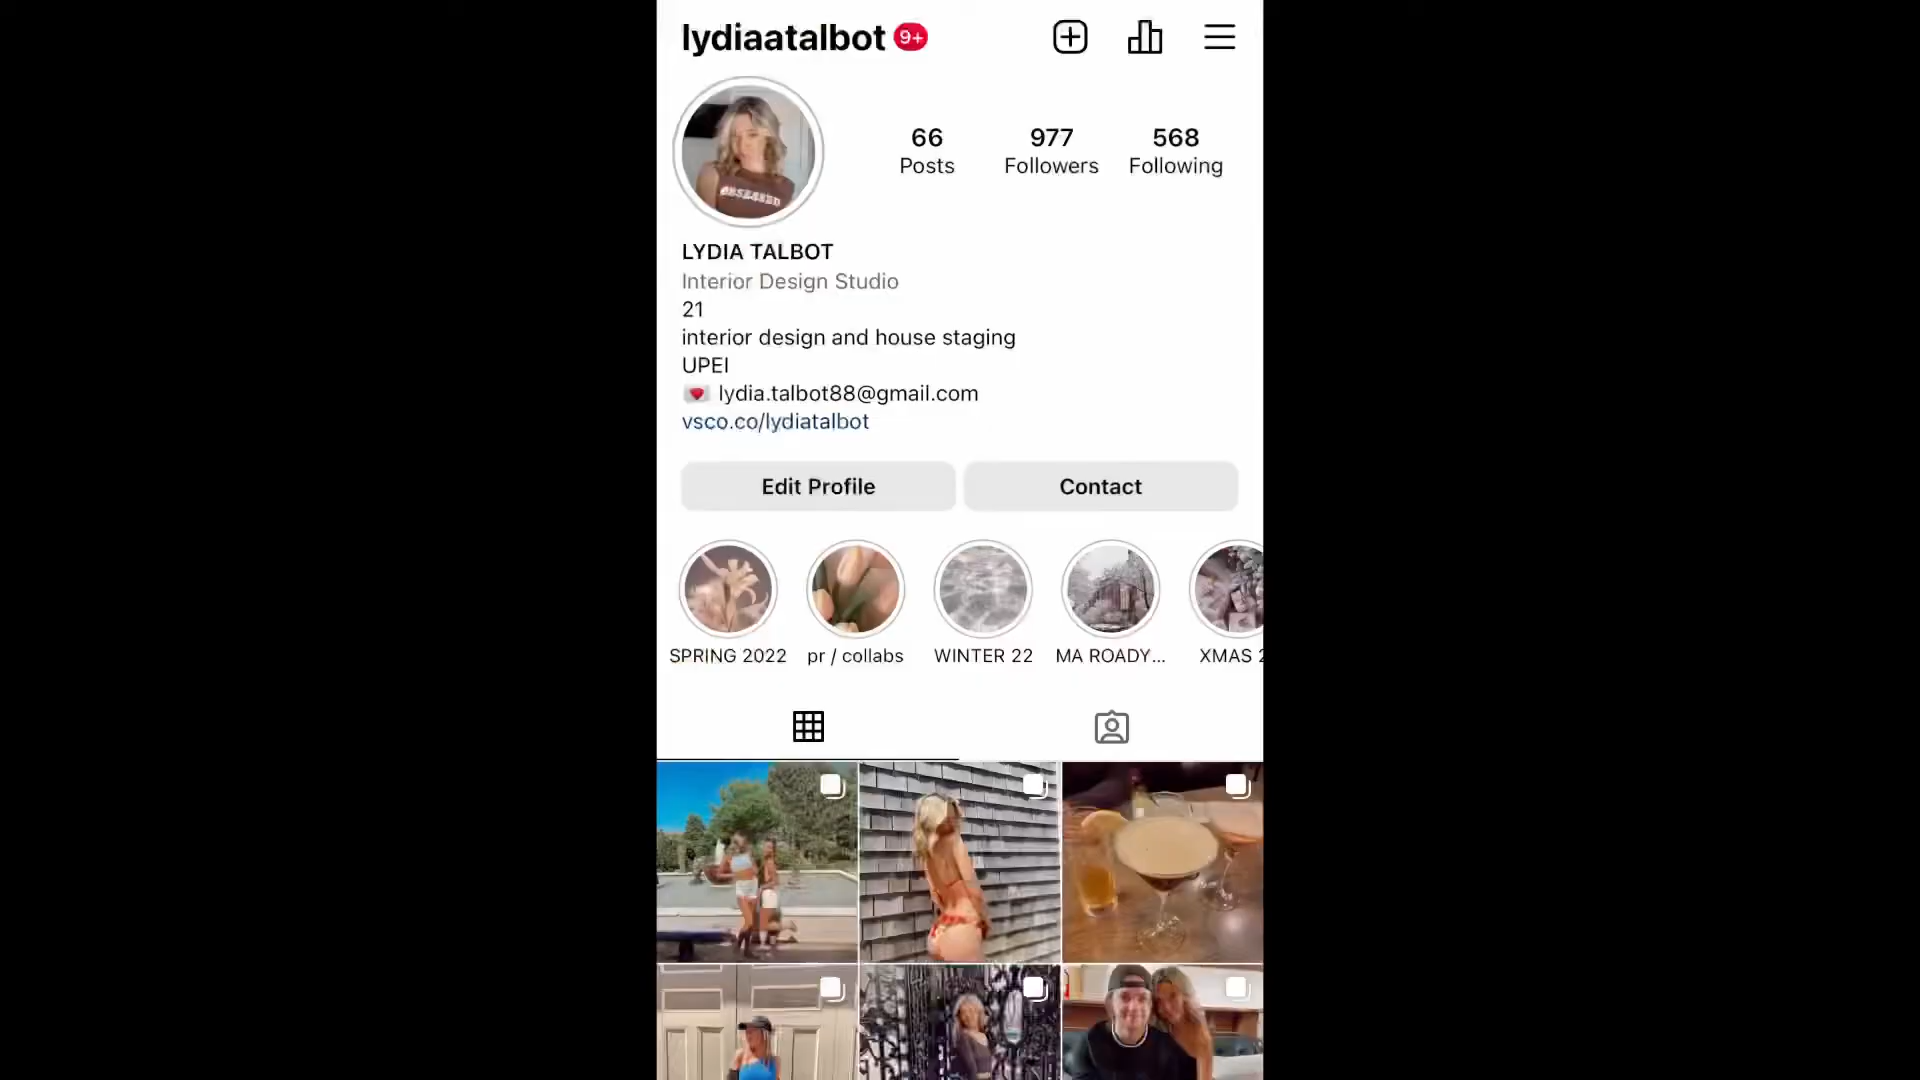 lydiaatalbot 9+
66 977 568
Posts Followers Following
OBSESSED
LYDIA TALBOT
Interior Design Studio
21
interior design and house staging
UPEI
lydia.talbot88@gmail.com
vsco.co/lydiatalbot
Edit Profile Contact
SPRING 2022 pr / collabs WINTER 22 MA ROADY... XMAS 2